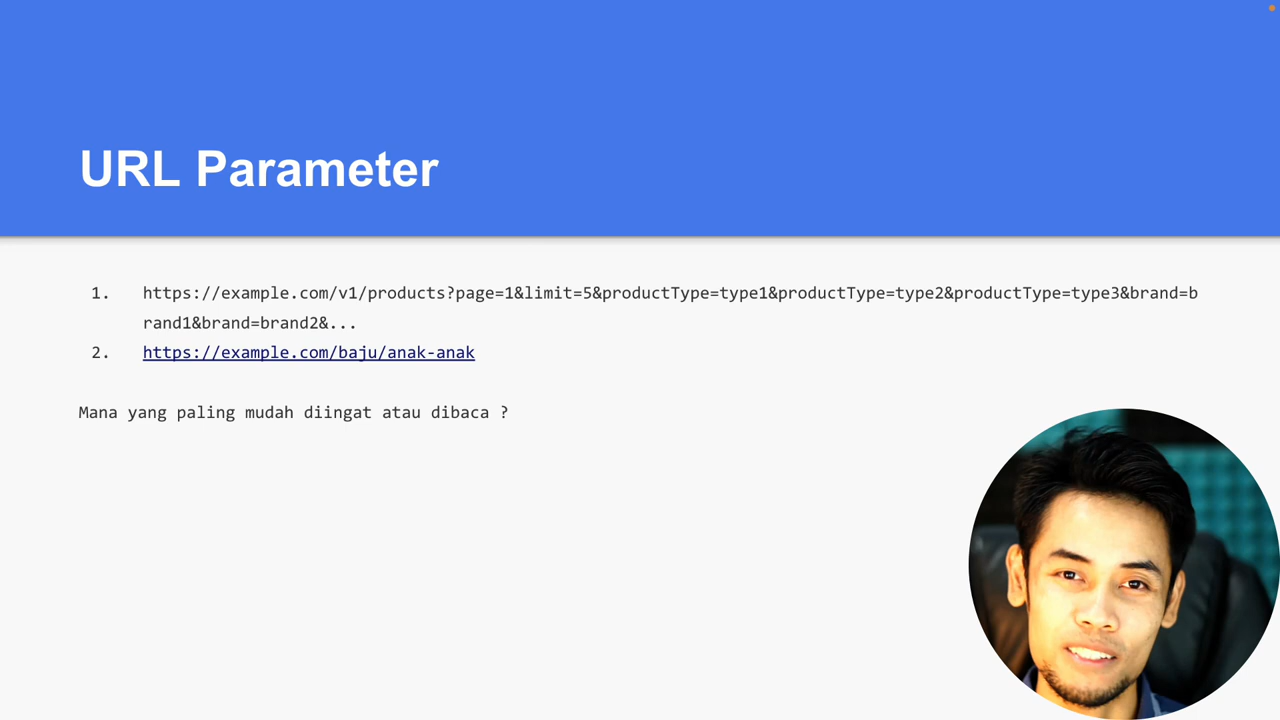 URL Parameter
1. https://example.com/v1/products?page=1&limit=5&productType=type1&productType=type2&productType=type3&brand=b
rand1&brand=brand2&...
2. https://example.com/baju/anak-anak
Mana yang paling mudah diingat atau dibaca ?